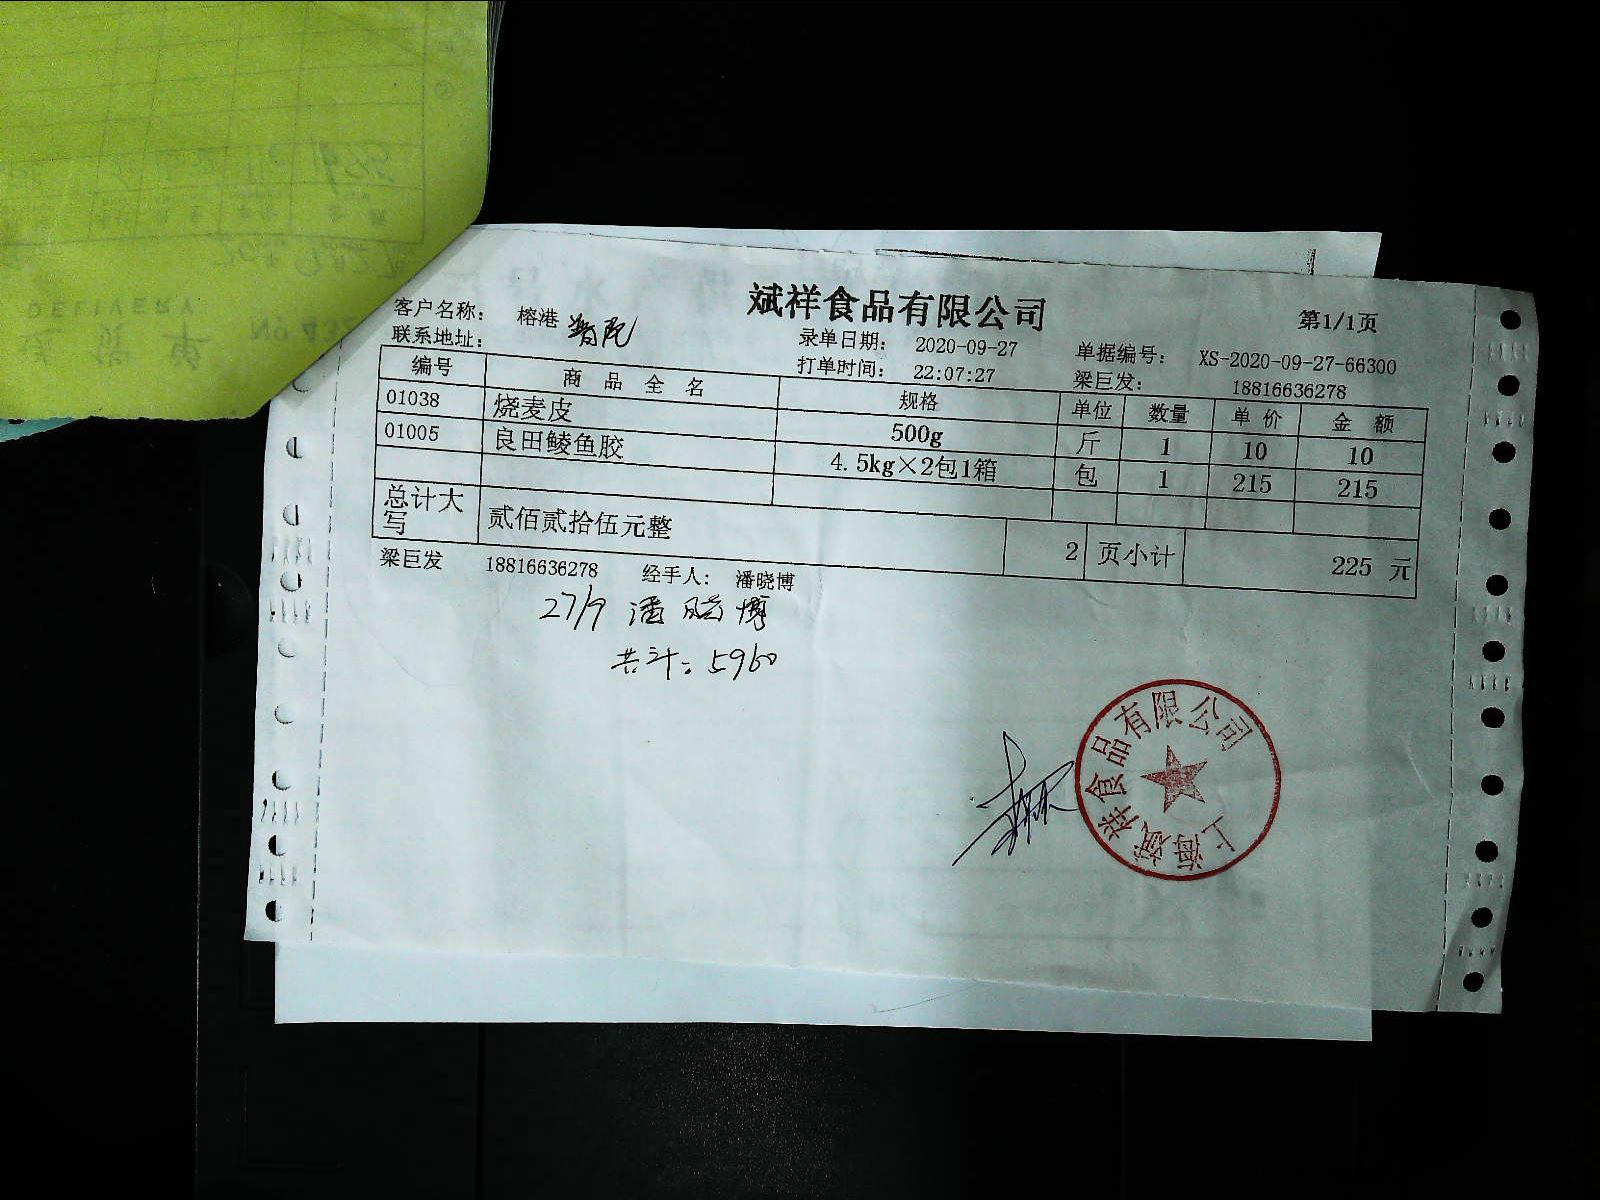 斌祥食品有限公司
第1/1页
客户名称: 榕港
录单日期: 2020-09-27
单据编号: XS-2020-09-27-66300
联系地址:
打单时间: 22:07:27
梁巨发: 18816636278
编号 商品全名 规格 单位 数量 单价 金额
01038 烧麦皮 500g 斤 1 10 10
01005 良田鲮鱼胶 4.5kg×2包1箱 包 1 215 215
总计大写 贰佰贰拾伍元整 2 页小计 225 元
梁巨发 18816636278 经手人: 潘晓博
27/9 潘晓博
共计: 5960
上海斌祥食品有限公司
DELIVERY